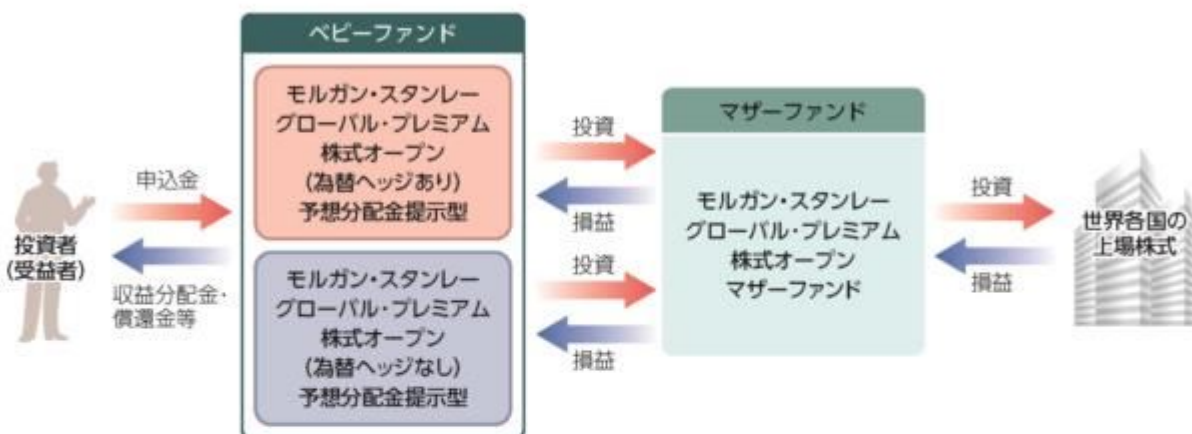 ベビーファンド
モルガン・スタンレー
グローバル・プレミアム
株式オープン
(為替ヘッジあり)
予想分配金提示型
モルガン・スタンレー
グローバル・プレミアム
株式オープン
(為替ヘッジなし)
予想分配金提示型
投資者
(受益者)
申込金
収益分配金・
償還金等
投資
損益
投資
損益
マザーファンド
モルガン・スタンレー
グローバル・プレミアム
株式オープン
マザーファンド
投資
損益
世界各国の
上場株式